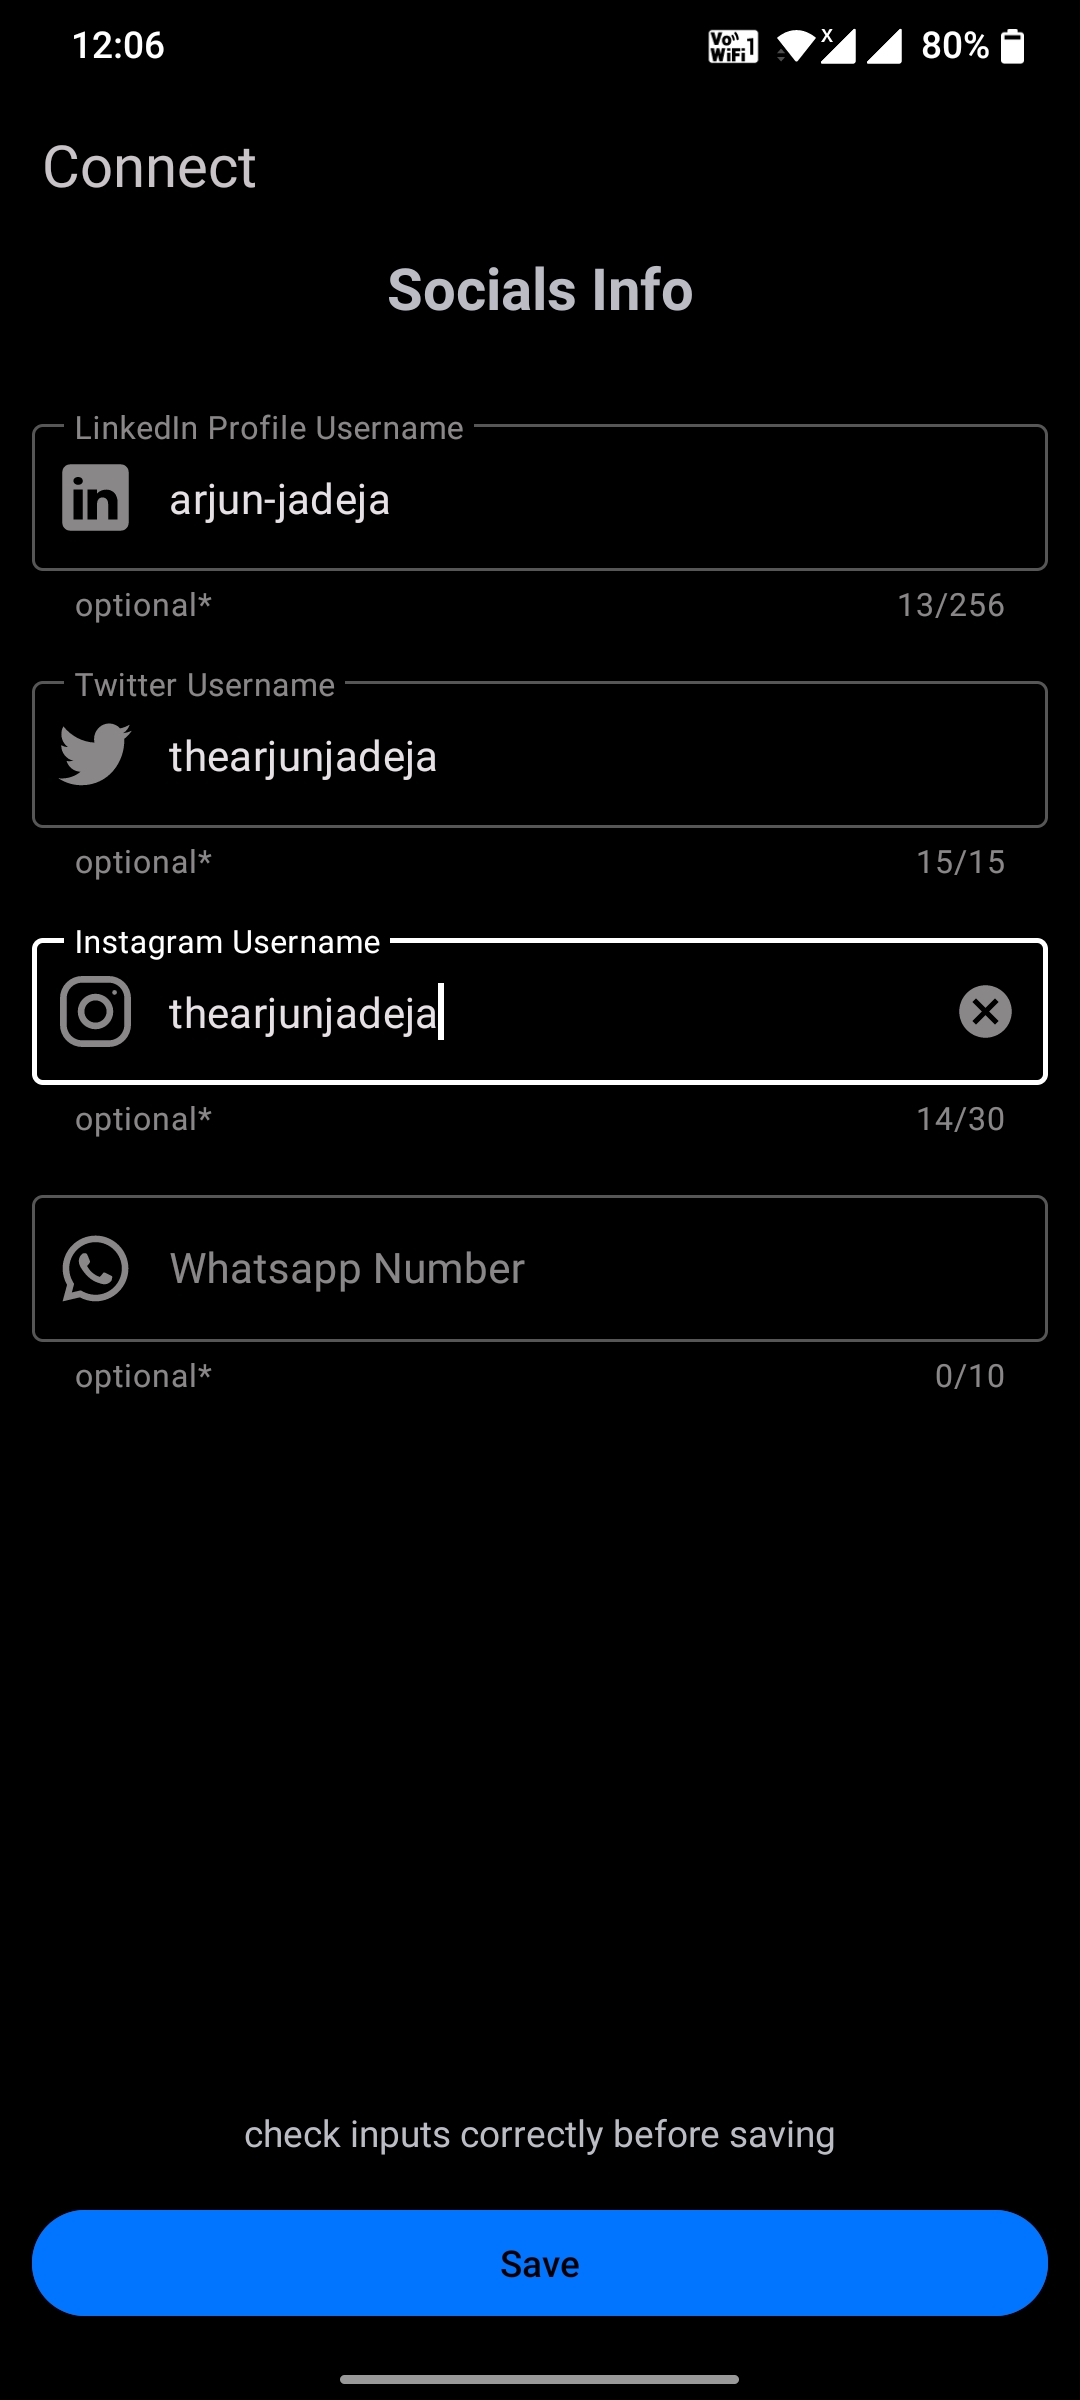 12:06
Vo WiFi 1
x
80%
Connect
Socials Info
LinkedIn Profile Username
in
arjun-jadeja
optional*
13/256
Twitter Username
thearjunjadeja
optional*
15/15
Instagram Username
thearjunjadeja
optional*
14/30
Whatsapp Number
optional*
0/10
check inputs correctly before saving
Save